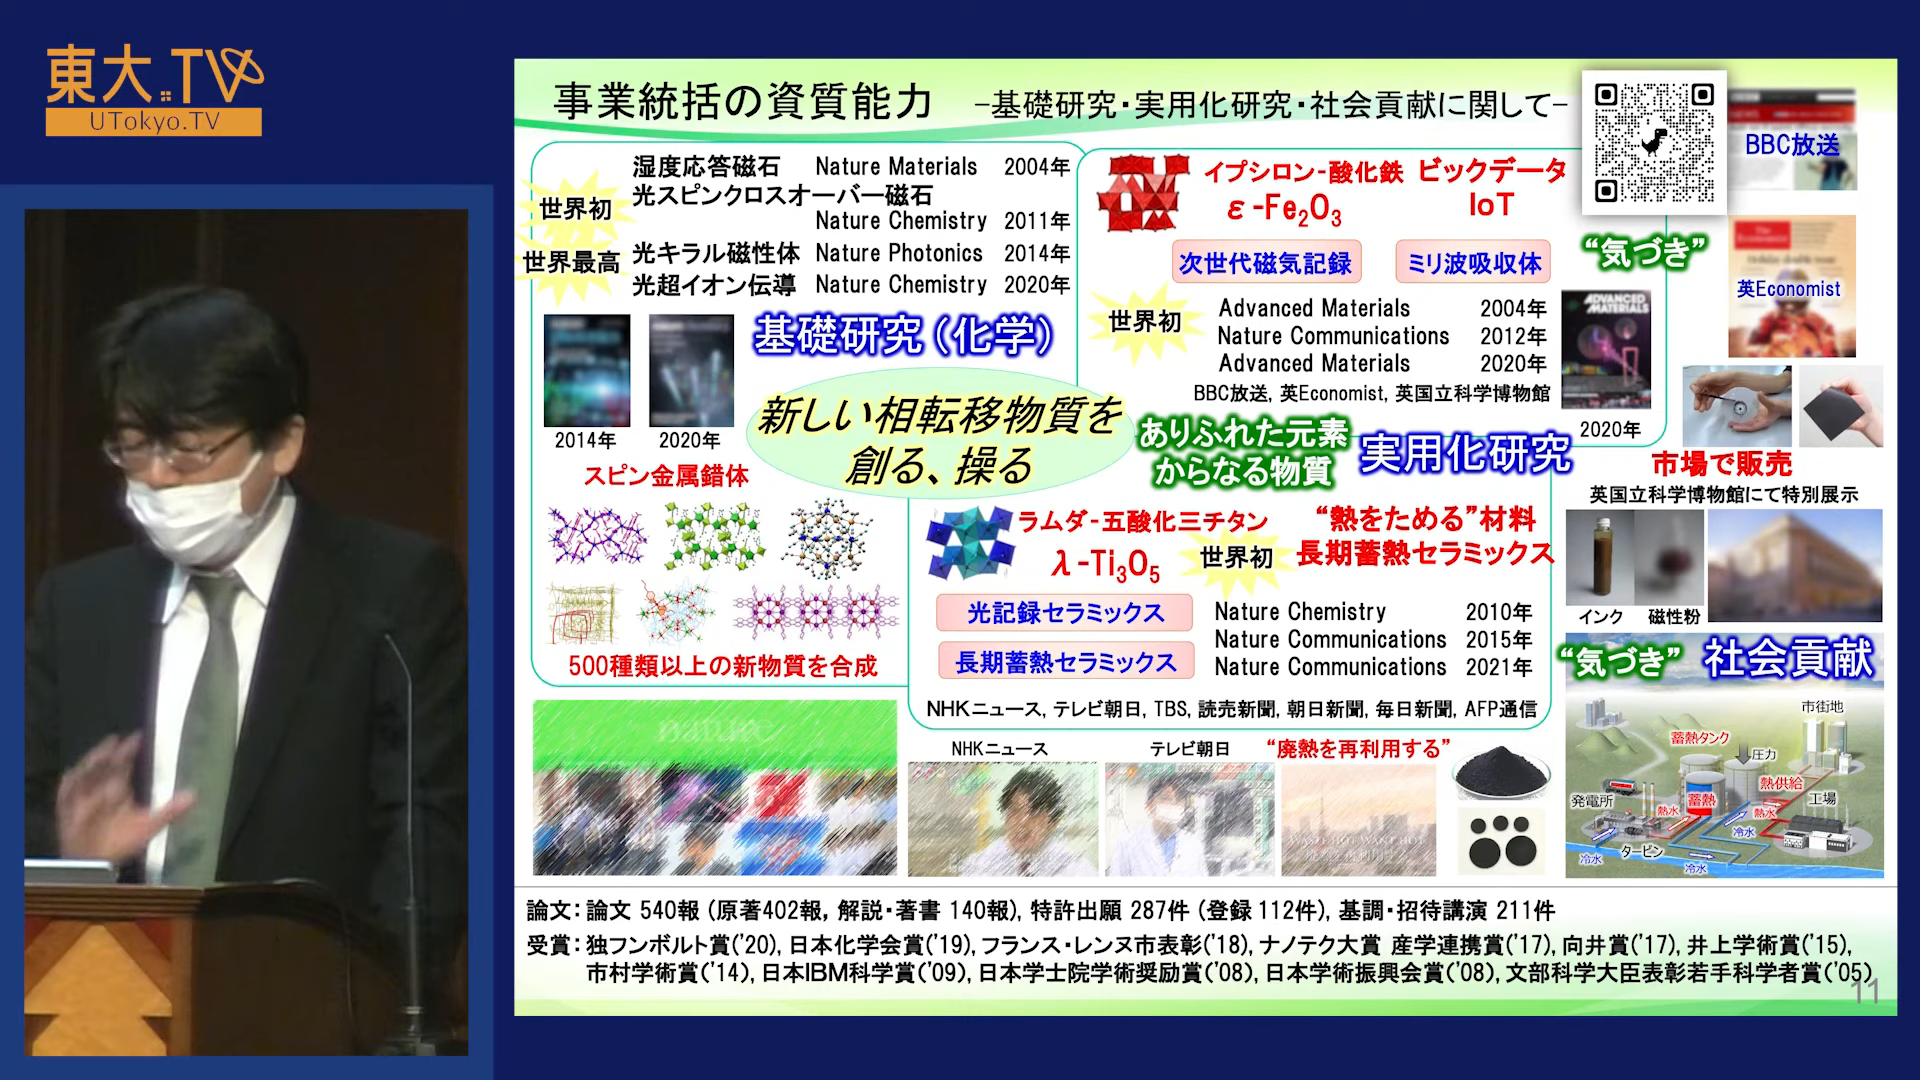 東大TV
UTokyo.TV
事業統括の資質能力 -基礎研究・実用化研究・社会貢献に関して-
湿度応答磁石 Nature Materials 2004年
光スピンクロスオーバー磁石
Nature Chemistry 2011年
世界初
光キラル磁性体 Nature Photonics 2014年
世界最高
光超イオン伝導 Nature Chemistry 2020年
基礎研究（化学）
2014年 2020年
スピン金属錯体
500種類以上の新物質を合成
新しい相転移物質を
創る、操る
イプシロン-酸化鉄 ビックデータ
ε-Fe2O3 IoT
次世代磁気記録 ミリ波吸収体
世界初
Advanced Materials 2004年
Nature Communications 2012年
Advanced Materials 2020年
BBC放送, 英Economist, 英国立科学博物館
ADVANCED
MATERIALS
2020年
ありふれた元素
からなる物質
実用化研究
BBC放送
“気づき”
The
Economist
英Economist
市場で販売
英国立科学博物館にて特別展示
インク 磁性粉
ラムダ-五酸化三チタン
λ-Ti3O5
世界初
“熱をためる”材料
長期蓄熱セラミックス
光記録セラミックス
長期蓄熱セラミックス
Nature Chemistry 2010年
Nature Communications 2015年
Nature Communications 2021年
NHKニュース, テレビ朝日, TBS, 読売新聞, 朝日新聞, 毎日新聞, AFP通信
nature
NHKニュース テレビ朝日 “廃熱を再利用する”
WASTE HOT WANT HOT
“気づき” 社会貢献
市街地
蓄熱タンク
圧力
熱供給
発電所
蓄熱
工場
熱水
熱水
冷水
タービン
冷水
冷水
論文: 論文 540報 (原著402報, 解説・著書 140報), 特許出願 287件 (登録 112件), 基調・招待講演 211件
受賞: 独フンボルト賞('20), 日本化学会賞('19), フランス・レンヌ市表彰('18), ナノテク大賞 産学連携賞('17), 向井賞('17), 井上学術賞('15),
市村学術賞('14), 日本IBM科学賞('09), 日本学士院学術奨励賞('08), 日本学術振興会賞('08), 文部科学大臣表彰若手科学者賞('05)
11